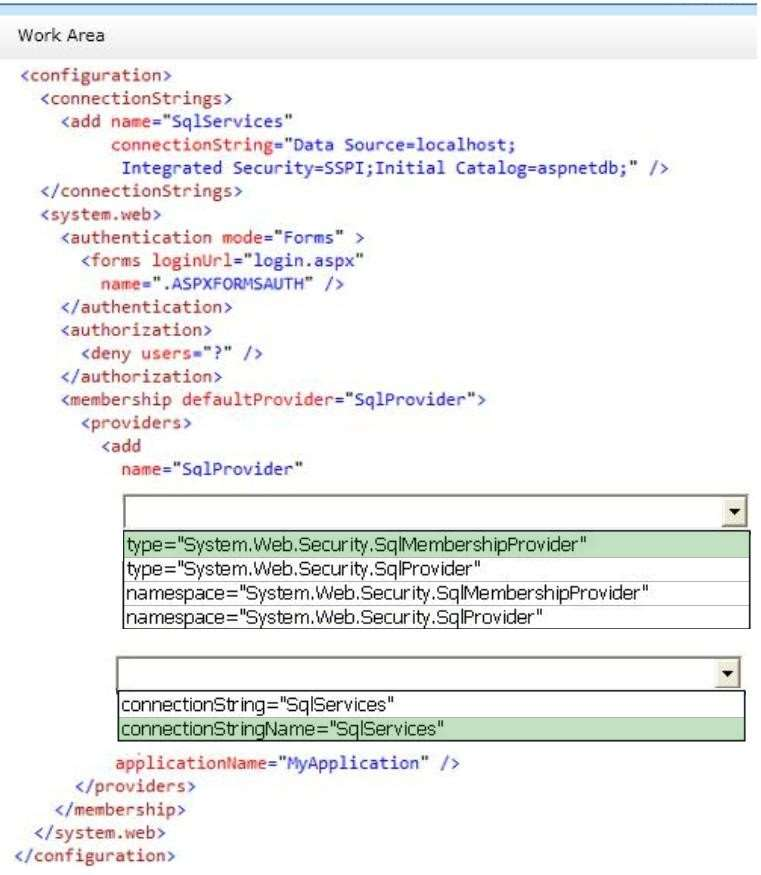 Work Area
<configuration>
<connectionStrings>
<add name="SqlServices"
connectionString="Data Source=localhost;
Integrated Security=SSPI;Initial Catalog=aspnetdb;" />
</connectionStrings>
<system.web>
<authentication mode="Forms" >
<forms loginUrl="login.aspx"
name=".ASPXFORMSAUTH" />
</authentication>
<authorization>
<deny users="?" />
</authorization>
<membership defaultProvider="SqlProvider">
<providers>
<add
name="SqlProvider"
type="System.Web.Security.SqlMembershipProvider"
type="System.Web.Security.SqlProvider"
namespace="System.Web.Security.SqlMembershipProvider"
namespace="System.Web.Security.SqlProvider"
connectionString="SqlServices"
connectionStringName="SqlServices"
applicationName="MyApplication" />
</providers>
</membership>
</system.web>
</configuration>